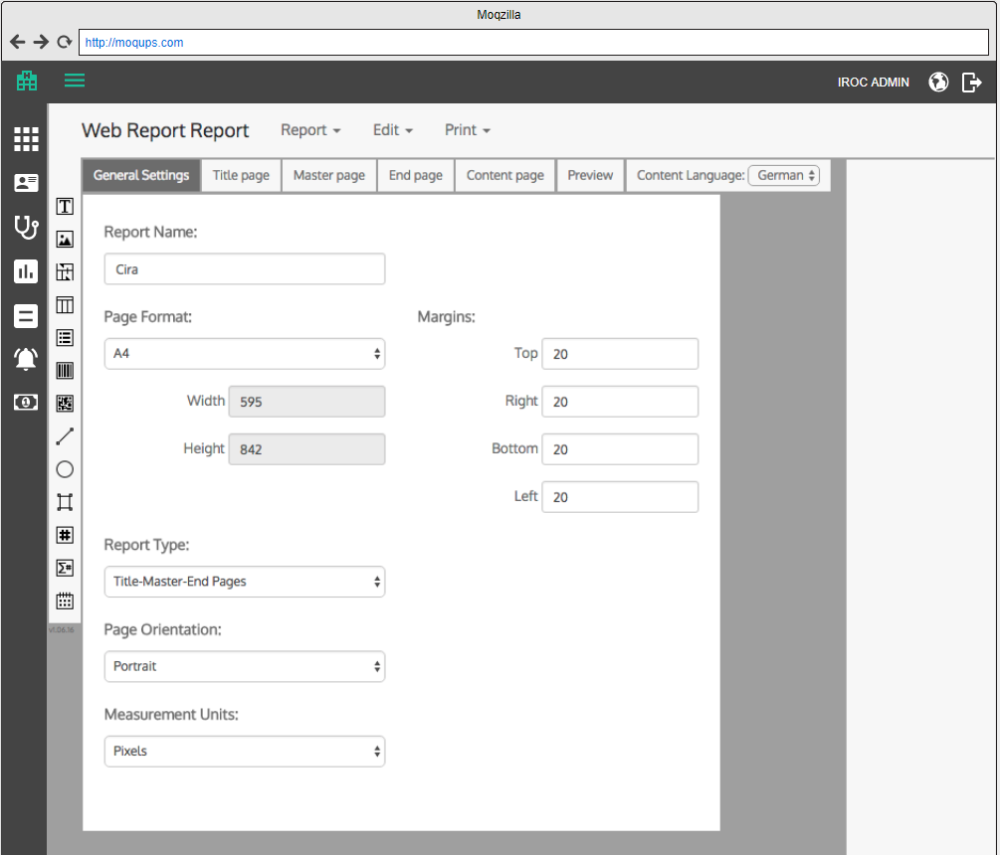 Moqzilla
http://moqups.com
IROC ADMIN
Web Report Report Report Edit Print
General Settings Title page Master page End page Content page Preview Content Language: German
Report Name:
Cira
Page Format: Margins:
A4 Top 20
Width 595 Right 20
Height 842 Bottom 20
Left 20
Report Type:
Title-Master-End Pages
v1.06.16
Page Orientation:
Portrait
Measurement Units:
Pixels